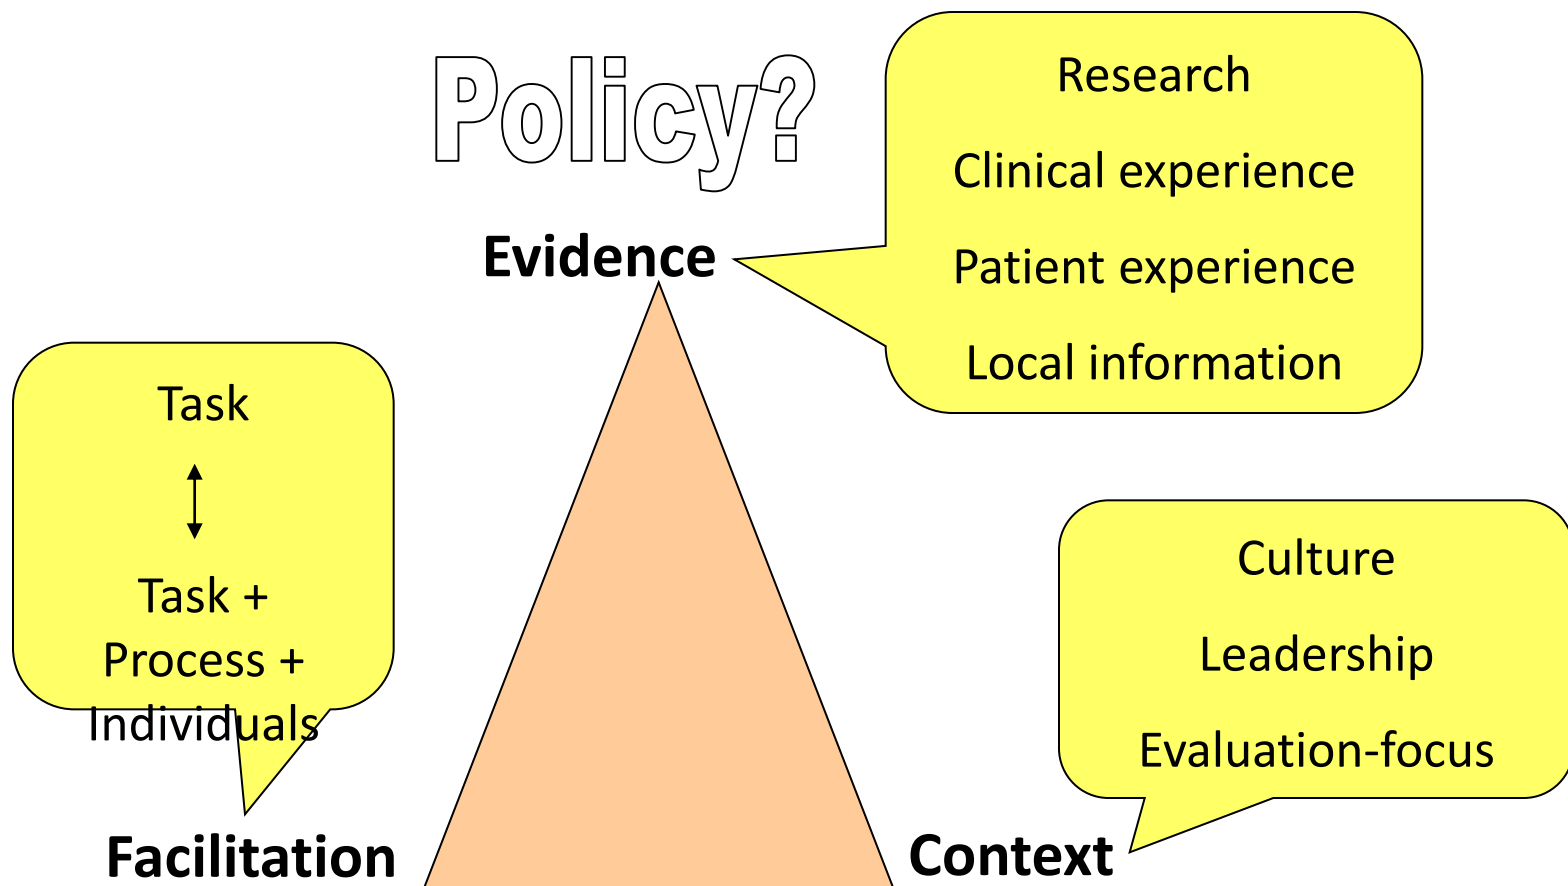 Policy?
Research
Clinical experience
Patient experience
Local information
Evidence
Task
Task +
Process +
Individuals
Culture
Leadership
Evaluation-focus
Facilitation
Context